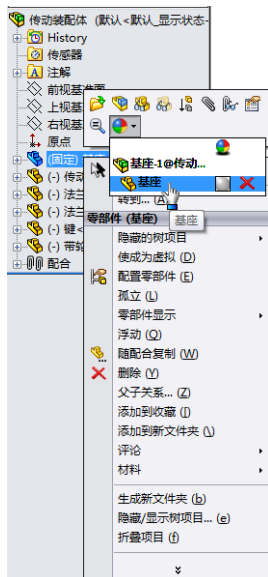 传动装配体 (默认<默认_显示状态-
History
传感器
注解
前视基准面
上视基
右视基
原点
(固定)
(-) 传动
(-) 法兰
(-) 法兰
(-) 键<
(-) 带轮
配合
基座-1@传动...
基座
转到... (A)
零部件 (基座)
基座
隐藏的树项目
使成为虚拟 (D)
配置零部件 (E)
孤立 (L)
零部件显示
浮动 (O)
随配合复制 (W)
删除 (Y)
父子关系... (Z)
添加到收藏 (I)
添加到新文件夹 (\)
评论
材料
生成新文件夹 (b)
隐藏/显示树项目... (e)
折叠项目 (f)